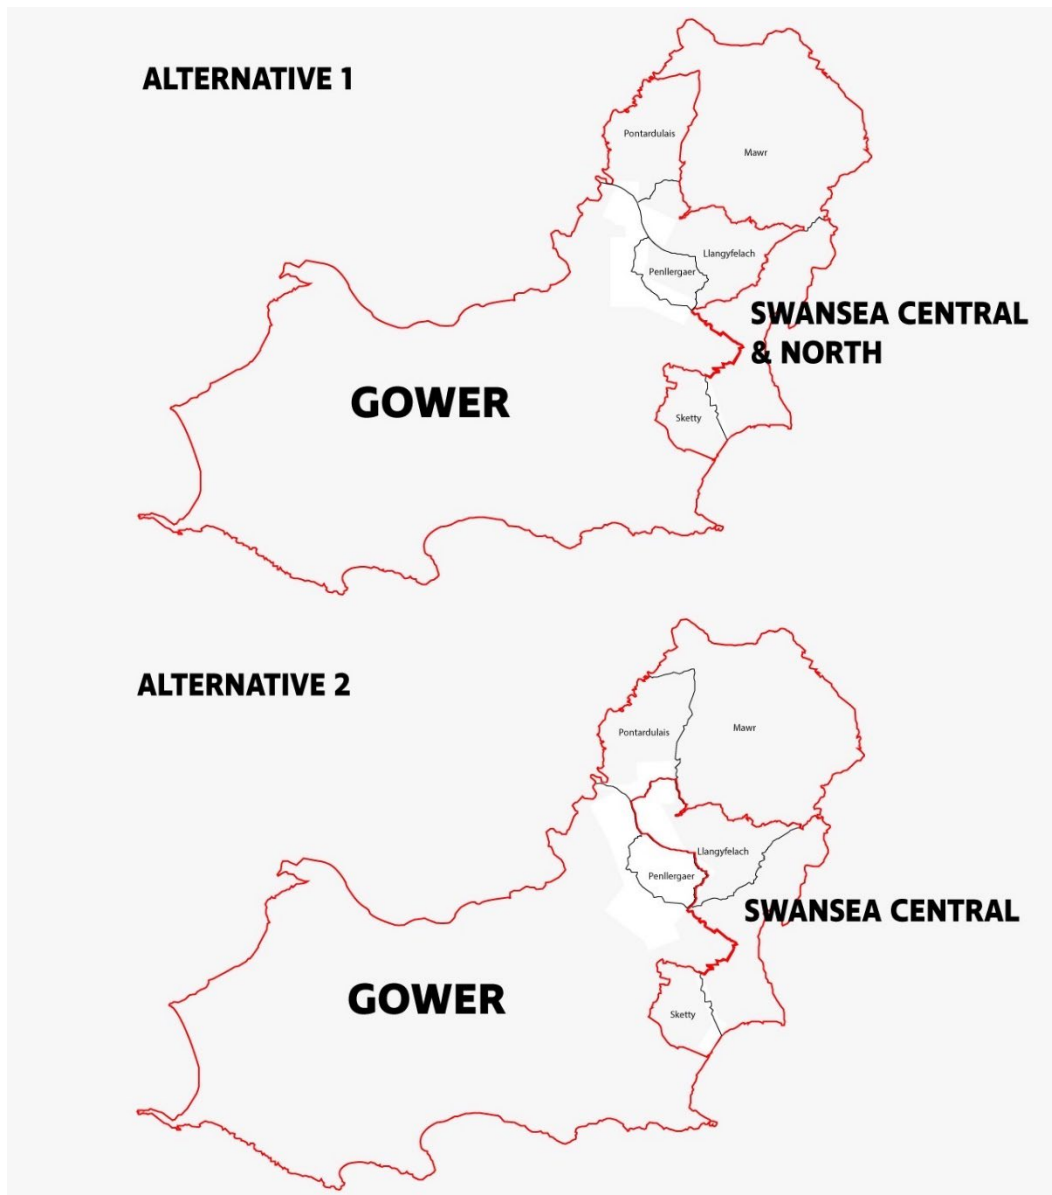 ALTERNATIVE 1
Pontardulais
Mawr
Llangyfelach
Penllergaer
SWANSEA CENTRAL
& NORTH
GOWER
Sketty
ALTERNATIVE 2
Pontardulais
Mawr
Llangyfelach
Penllergaer
SWANSEA CENTRAL
GOWER
Sketty